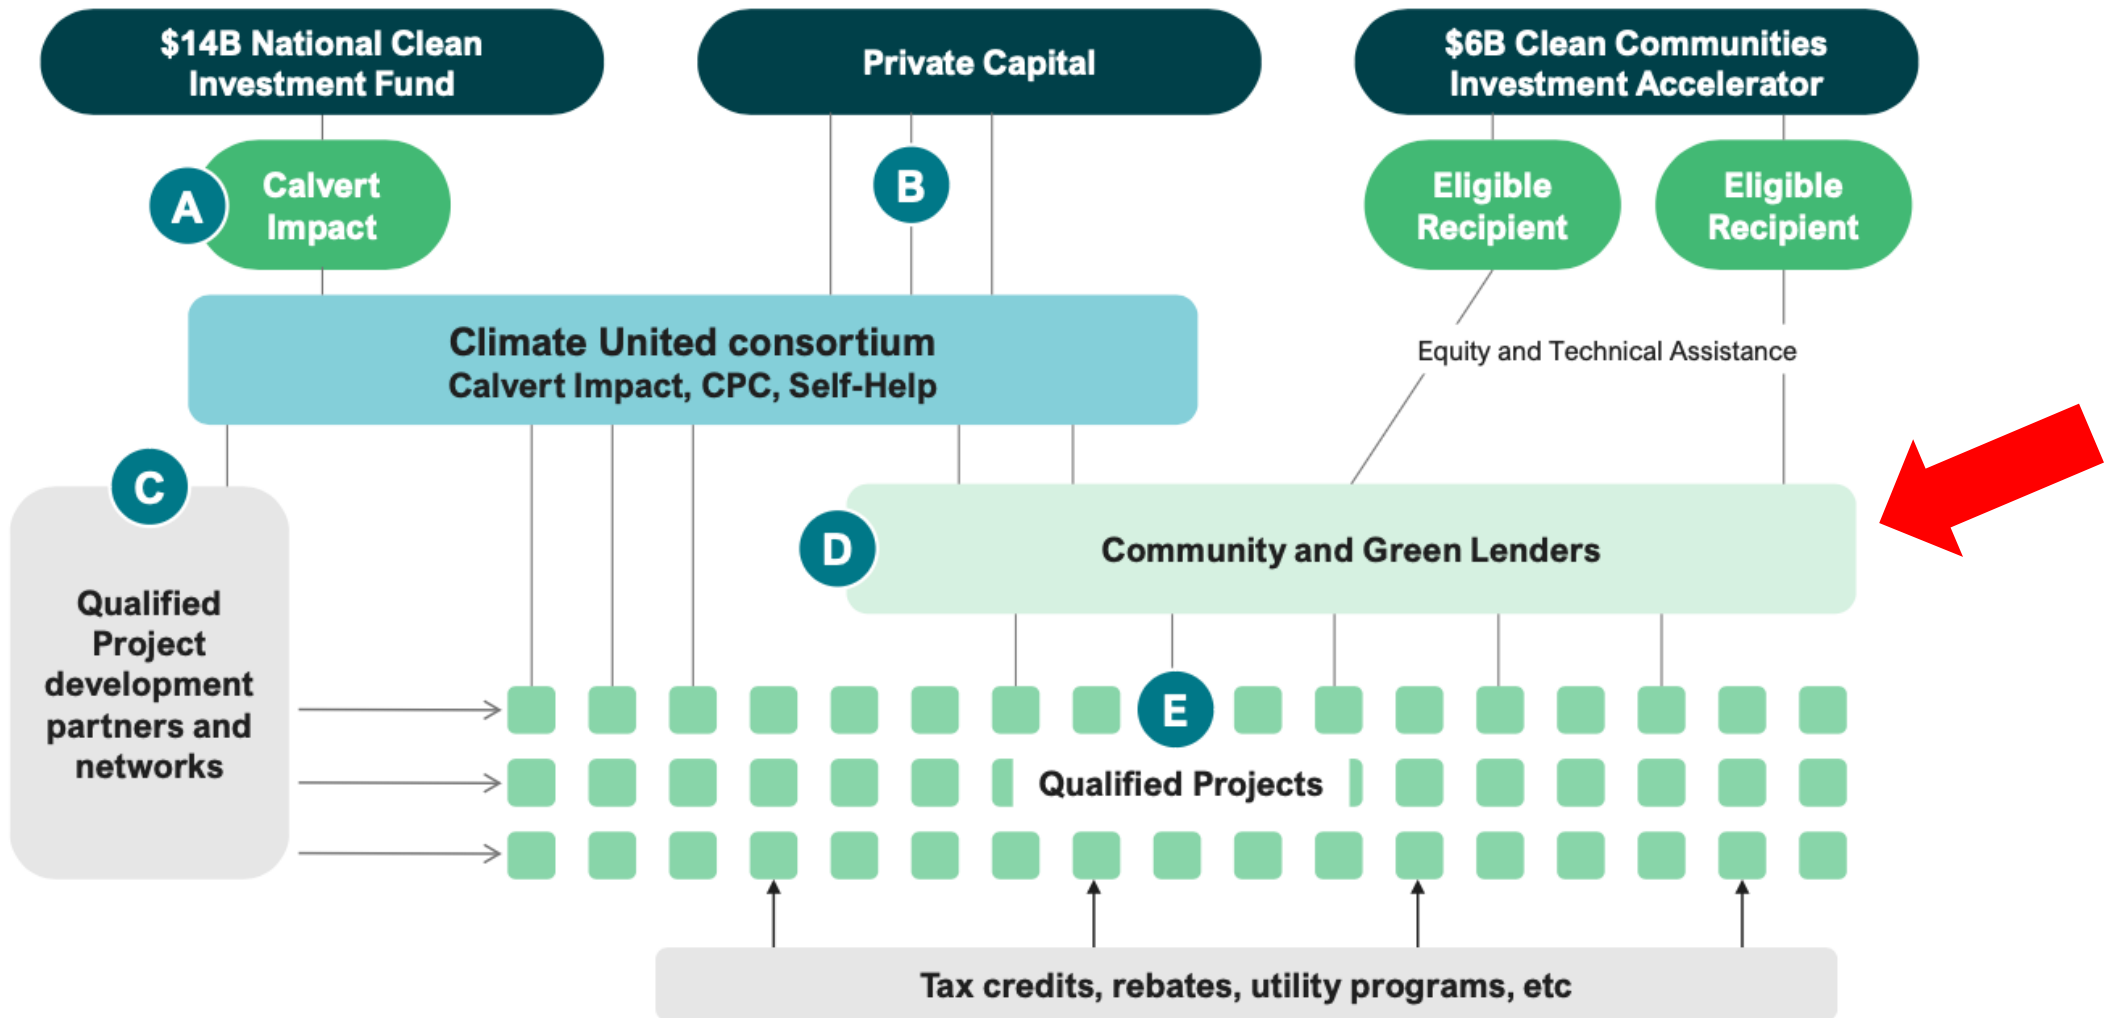 $14B National Clean
Investment Fund
Private Capital
$6B Clean Communities
Investment Accelerator
A
Calvert
Impact
B
Eligible
Recipient
Eligible
Recipient
Climate United consortium
Calvert Impact, CPC, Self-Help
Equity and Technical Assistance
C
Qualified
Project
development
partners and
networks
D
Community and Green Lenders
E
Qualified Projects
Tax credits, rebates, utility programs, etc